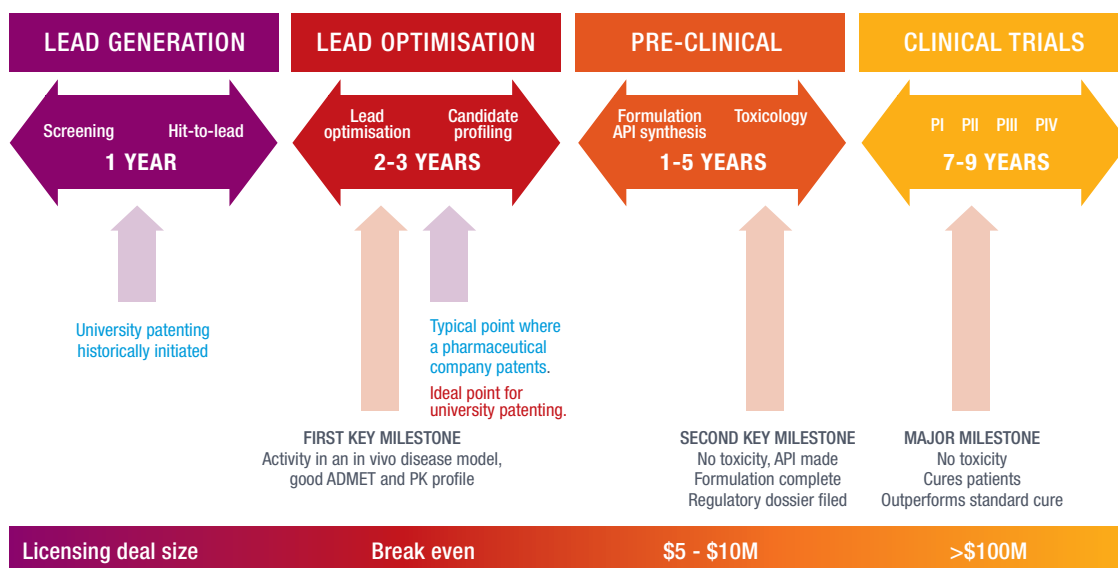 LEAD GENERATION
LEAD OPTIMISATION
PRE-CLINICAL
CLINICAL TRIALS
Screening
Hit-to-lead
1 YEAR
Lead
optimisation
Candidate
profiling
2-3 YEARS
Formulation
API synthesis
Toxicology
1-5 YEARS
PI PII PIII PIV
7-9 YEARS
University patenting
historically initiated
Typical point where
a pharmaceutical
company patents.
Ideal point for
university patenting.
FIRST KEY MILESTONE
Activity in an in vivo disease model,
good ADMET and PK profile
SECOND KEY MILESTONE
No toxicity, API made
Formulation complete
Regulatory dossier filed
MAJOR MILESTONE
No toxicity
Cures patients
Outperforms standard cure
Licensing deal size
Break even
$5 - $10M
>$100M